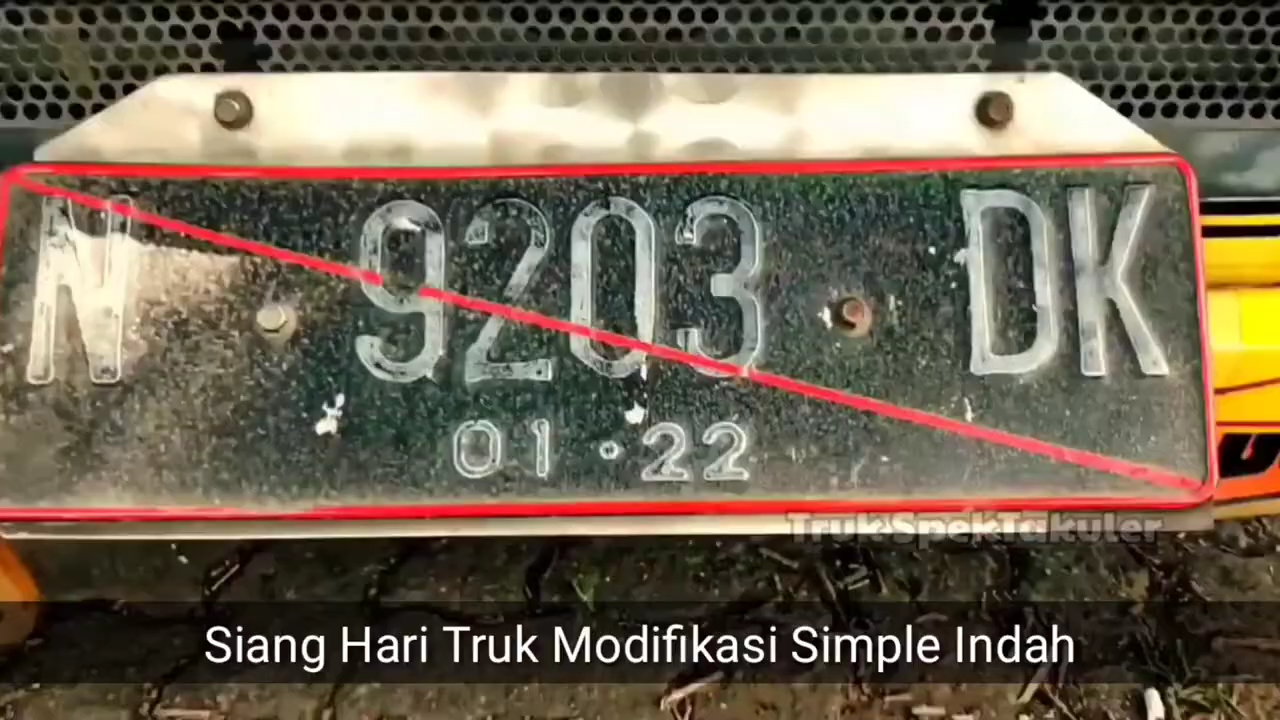 N 9203 DK
01·22
TrukSpekTakuler
Siang Hari Truk Modifikasi Simple Indah